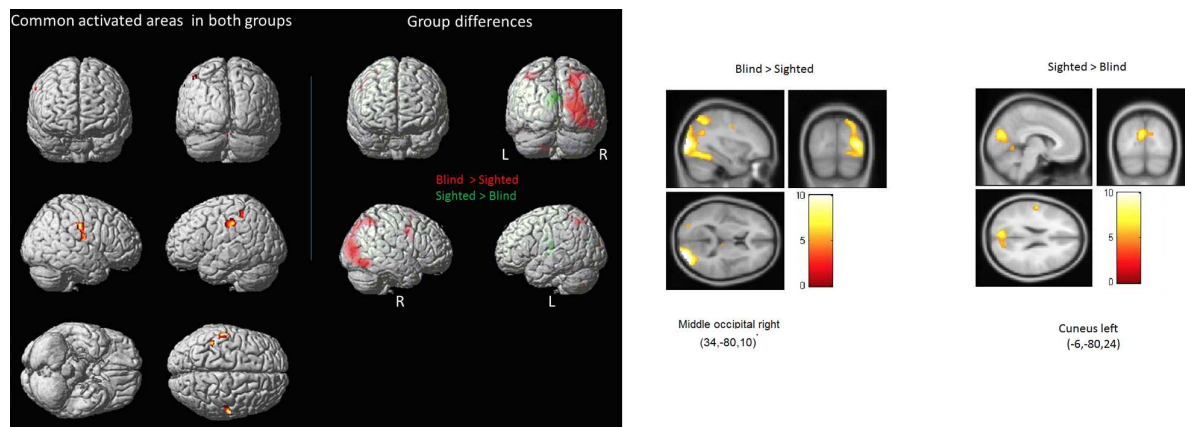 Common activated areas in both groups
Group differences
L
R
Blind > Sighted
Sighted > Blind
R
L
Blind > Sighted
10
5
0
Middle occipital right
(34,-80,10)
Sighted > Blind
10
5
0
Cuneus left
(-6,-80,24)